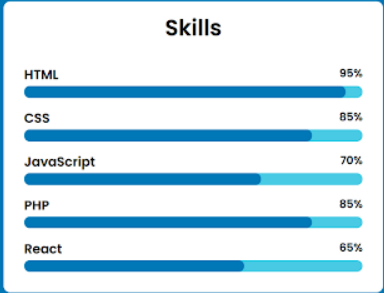 Skills
HTML 95%
CSS 85%
JavaScript 70%
PHP 85%
React 65%